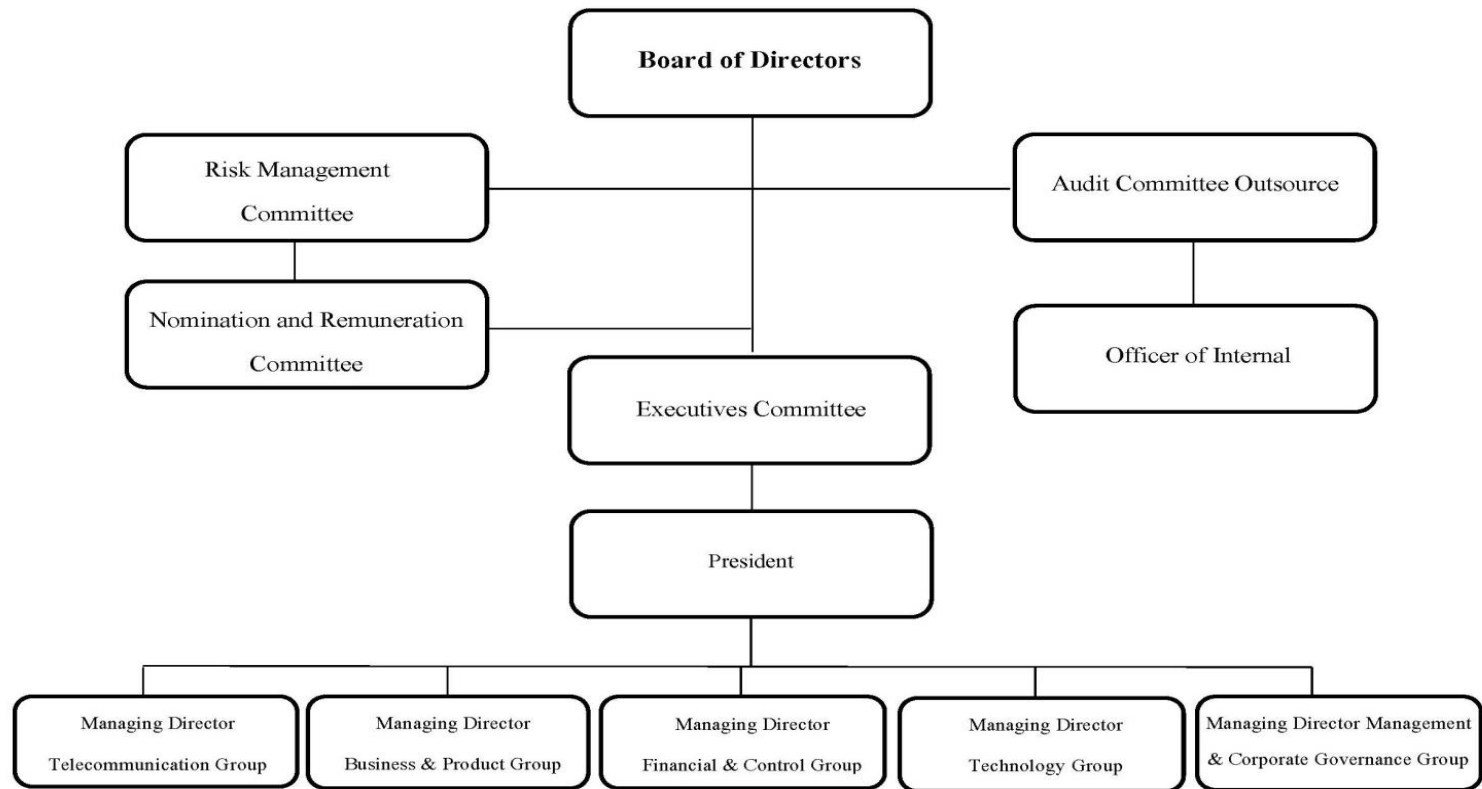 Board of Directors
Risk Management
Committee
Audit Committee Outsource
Nomination and Remuneration
Committee
Officer of Internal
Executives Committee
President
Managing Director
Telecommunication Group
Managing Director
Business & Product Group
Managing Director
Financial & Control Group
Managing Director
Technology Group
Managing Director Management
& Corporate Governance Group